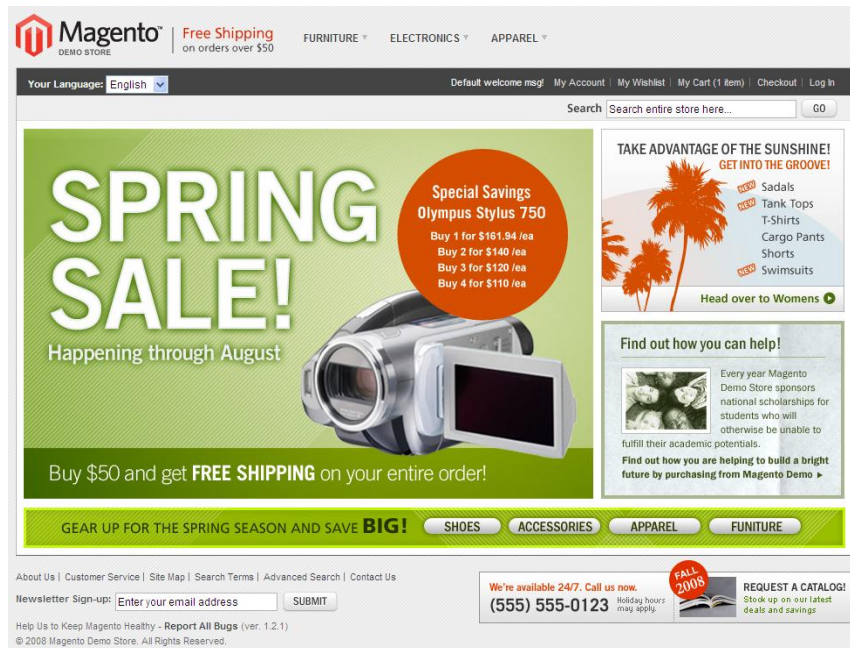 Magento™
DEMO STORE
Free Shipping
on orders over $50
FURNITURE
ELECTRONICS
APPAREL
Your Language: English
Default welcome msg! My Account | My Wishlist | My Cart (1 item) | Checkout | Log In
Search Search entire store here... GO
SPRING
SALE!
Happening through August
Special Savings
Olympus Stylus 750
Buy 1 for $161.94 /ea
Buy 2 for $140 /ea
Buy 3 for $120 /ea
Buy 4 for $110 /ea
Buy $50 and get FREE SHIPPING on your entire order!
TAKE ADVANTAGE OF THE SUNSHINE!
GET INTO THE GROOVE!
NEW Sadals
NEW Tank Tops
T-Shirts
Cargo Pants
Shorts
NEW Swimsuits
Head over to Womens
Find out how you can help!
Every year Magento
Demo Store sponsors
national scholarships for
students who will
otherwise be unable to
fulfill their academic potentials.
Find out how you are helping to build a bright
future by purchasing from Magento Demo ▸
GEAR UP FOR THE SPRING SEASON AND SAVE BIG! SHOES ACCESSORIES APPAREL FUNITURE
About Us | Customer Service | Site Map | Search Terms | Advanced Search | Contact Us
Newsletter Sign-up: Enter your email address SUBMIT
Help Us to Keep Magento Healthy - Report All Bugs (ver. 1.2.1)
© 2008 Magento Demo Store. All Rights Reserved.
We're available 24/7. Call us now.
(555) 555-0123 Holiday hours
may apply.
FALL
2008
REQUEST A CATALOG!
Stock up on our latest
deals and savings